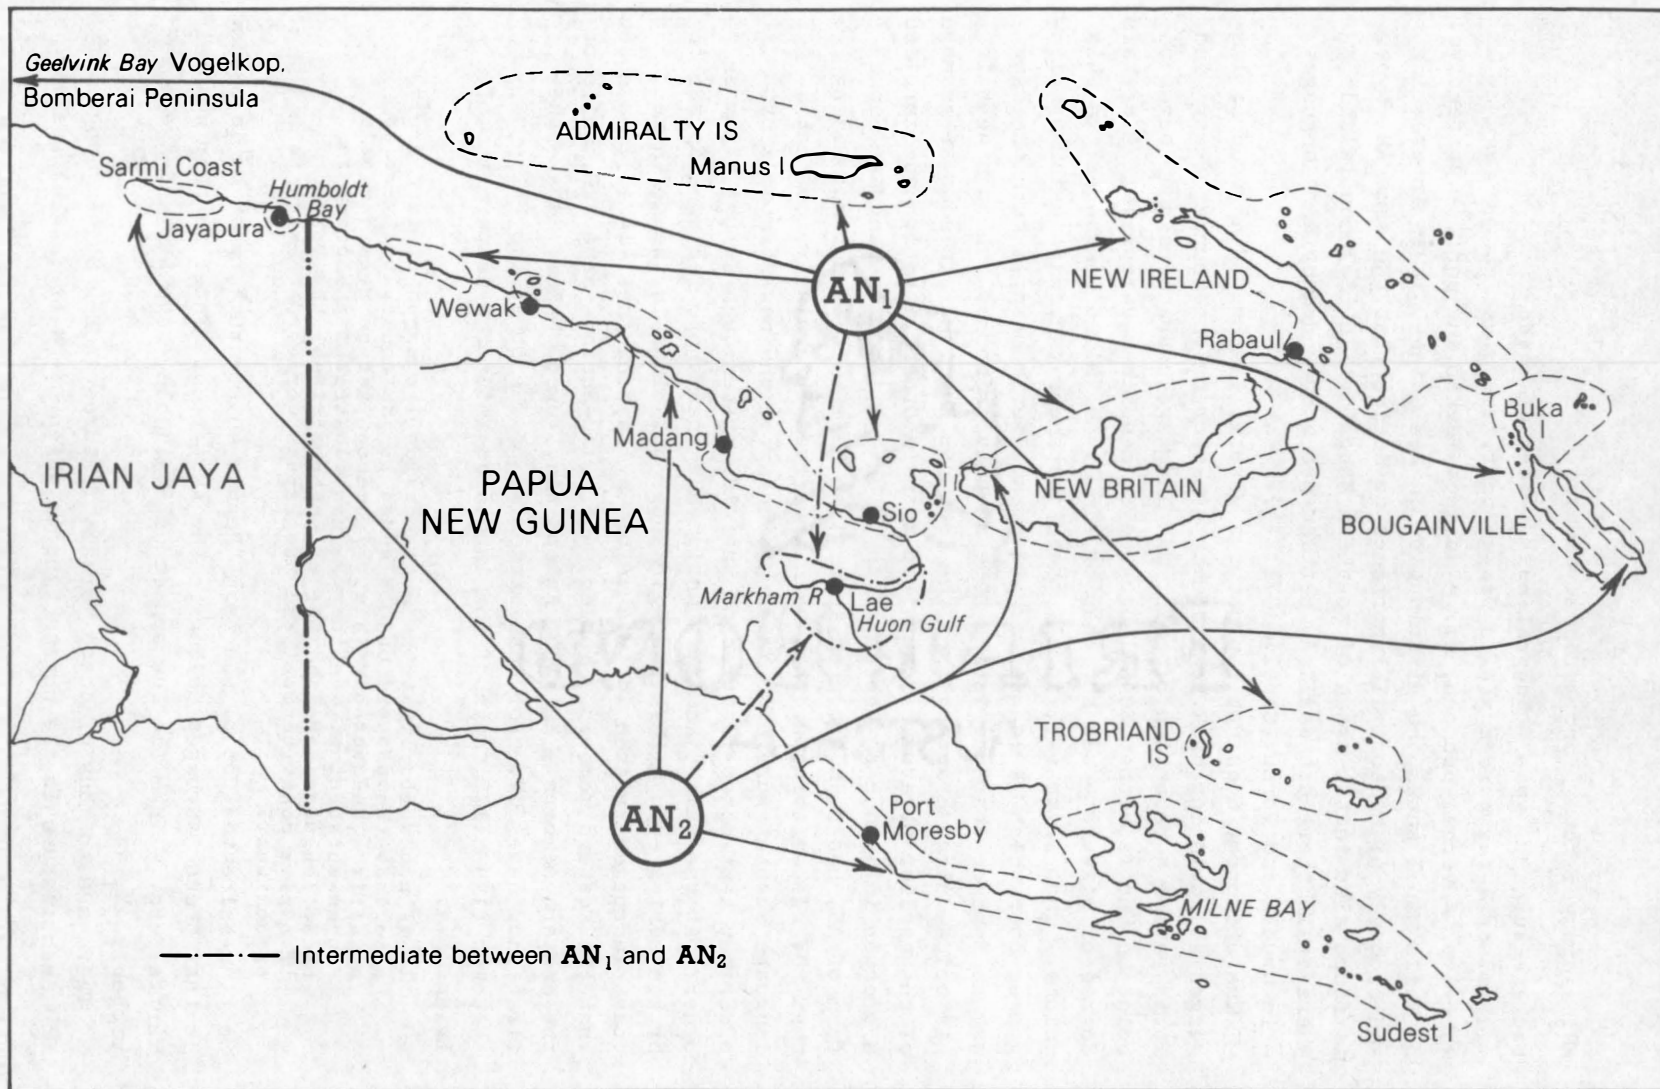 Geelvink Bay Vogelkop,
Bomberai Peninsula
ADMIRALTY IS
Manus I
Sarmi Coast
Humboldt
Bay
Jayapura
AN₁
NEW IRELAND
Wewak
Rabaul
Buka
I
Madang
IRIAN JAYA
PAPUA
NEW GUINEA
Sio
NEW BRITAIN
BOUGAINVILLE
Markham R
Lae
Huon Gulf
TROBRIAND
IS
AN₂
Port
Moresby
MILNE BAY
Intermediate between AN₁ and AN₂
Sudest I